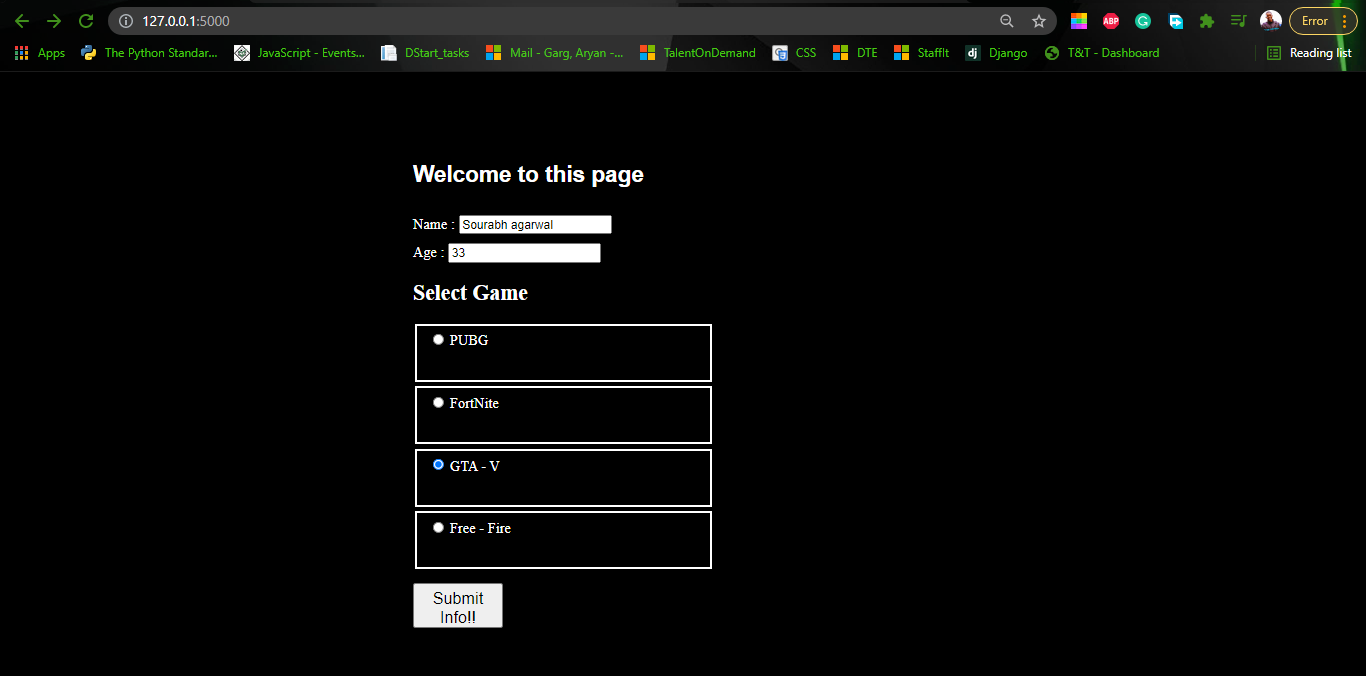 127.0.0.1:5000 ABP Error
Apps The Python Standar... JavaScript - Events... DStart_tasks Mail - Garg, Aryan -... TalentOnDemand CSS DTE StaffIt dj Django T&T - Dashboard Reading list
Welcome to this page
Name : Sourabh agarwal
Age : 33
Select Game
PUBG
FortNite
GTA - V
Free - Fire
Submit
Info!!